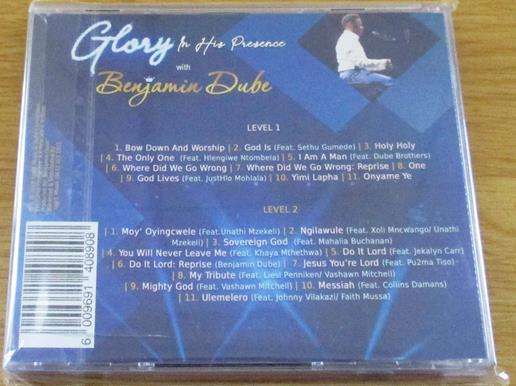 Glory In His Presence
with
Benjamin Dube
LEVEL 1
1. Bow Down And Worship | 2. God Is (Feat. Sethu Gumede) | 3. Holy Holy
| 4. The Only One (Feat. Hlengiwe Ntombela) | 5. I Am A Man (Feat. Dube Brothers)
| 6. Where Did We Go Wrong | 7. Where Did We Go Wrong: Reprise | 8. One
| 9. God Lives (Feat. JustHlo Mohlala) | 10. Yimi Lapha | 11. Onyame Ye
LEVEL 2
| 1. Moy' Oyingcwele (Feat.Unathi Mzekeli) | 2. Ngilawule (Feat. Xoli Mncwango/ Unathi
Mzekeli) | 3. Sovereign God (Feat. Mahalia Buchanan)
| 4. You Will Never Leave Me (Feat. Khaya Mthethwa) | 5. Do It Lord (Feat. Jekalyn Carr)
| 6. Do It Lord: Reprise (Benjamin Dube) | 7. Jesus You're Lord (Feat. Pu2ma Tiso)
| 8. My Tribute (Feat. Liesl Penniken/ Vashawn Mitchell)
| 9. Mighty God (Feat. Vashawn Mitchell) | 10. Messiah (Feat. Collins Damans)
| 11. Ulemelero (Feat. Johnny Vilakazi/ Faith Mussa)
6 009691 408908